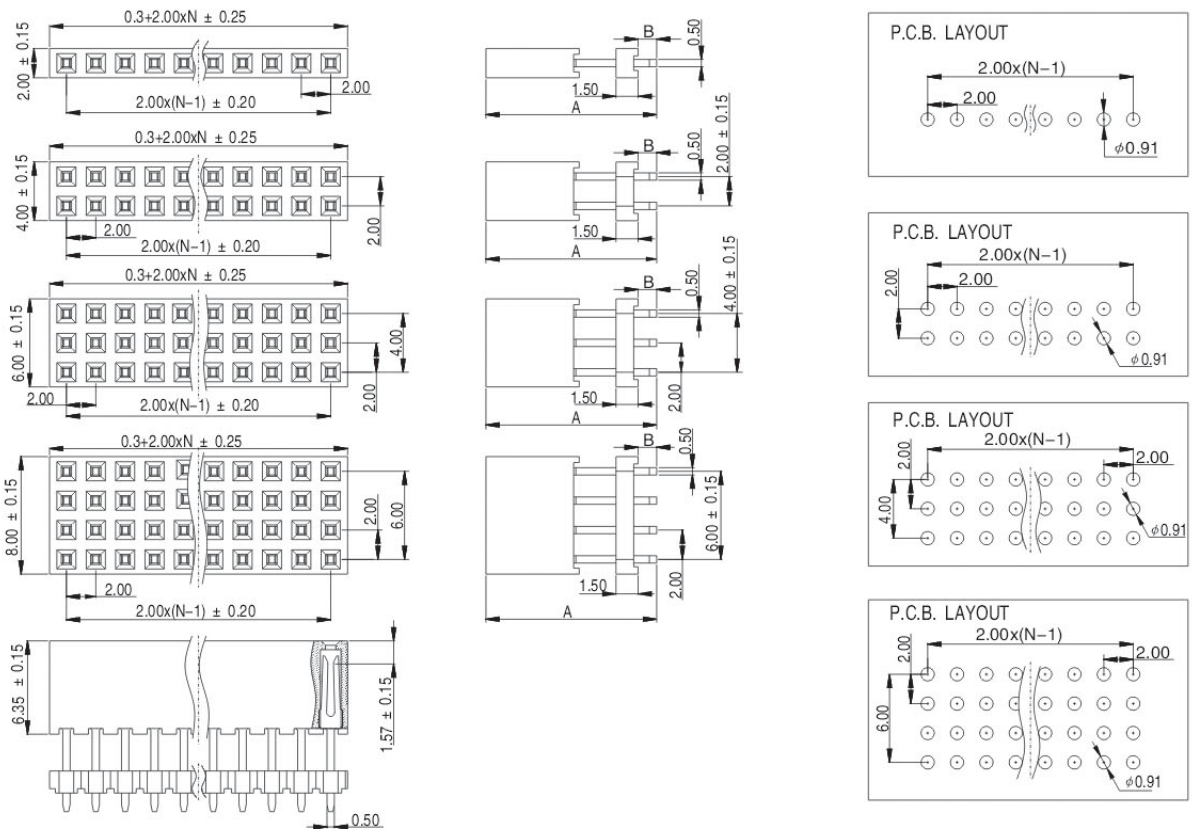 0.3+2.00xN ± 0.25
2.00 ± 0.15
2.00
2.00x(N-1) ± 0.20
0.3+2.00xN ± 0.25
4.00 ± 0.15
2.00
2.00
2.00x(N-1) ± 0.20
0.3+2.00xN ± 0.25
6.00 ± 0.15
4.00
2.00
2.00
2.00x(N-1) ± 0.20
0.3+2.00xN ± 0.25
8.00 ± 0.15
2.00
6.00
2.00
2.00x(N-1) ± 0.20
6.35 ± 0.15
1.57 ± 0.15
0.50
B
0.50
1.50
A
B
0.50
2.00 ± 0.15
1.50
A
B
0.50
4.00 ± 0.15
1.50
2.00
A
B
0.50
6.00 ± 0.15
1.50
2.00
A
P.C.B. LAYOUT
2.00x(N-1)
2.00
φ0.91
P.C.B. LAYOUT
2.00x(N-1)
2.00
2.00
φ0.91
P.C.B. LAYOUT
2.00x(N-1)
2.00
2.00
4.00
φ0.91
P.C.B. LAYOUT
2.00x(N-1)
2.00
2.00
6.00
φ0.91